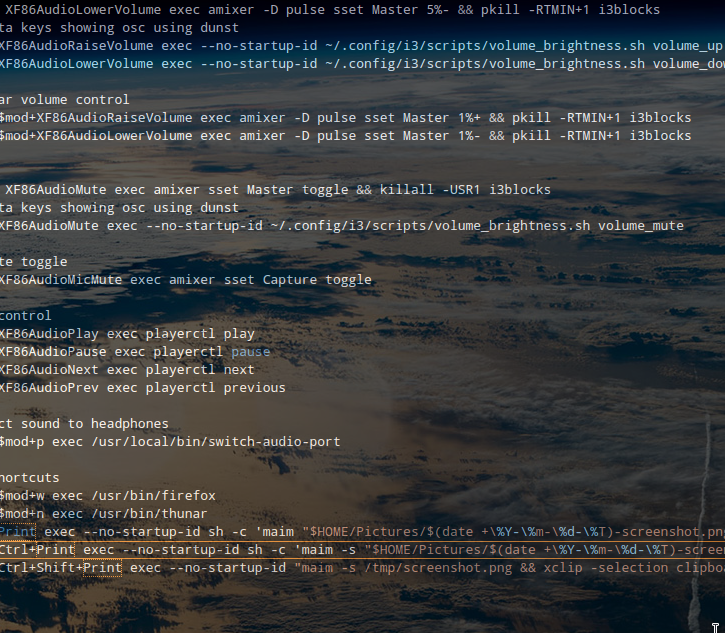 XF86AudioLowerVolume exec amixer -D pulse sset Master 5%- && pkill -RTMIN+1 i3blocks
ta keys showing osc using dunst
XF86AudioRaiseVolume exec --no-startup-id ~/.config/i3/scripts/volume_brightness.sh volume_up
XF86AudioLowerVolume exec --no-startup-id ~/.config/i3/scripts/volume_brightness.sh volume_dow
ar volume control
$mod+XF86AudioRaiseVolume exec amixer -D pulse sset Master 1%+ && pkill -RTMIN+1 i3blocks
$mod+XF86AudioLowerVolume exec amixer -D pulse sset Master 1%- && pkill -RTMIN+1 i3blocks
XF86AudioMute exec amixer sset Master toggle && killall -USR1 i3blocks
ta keys showing osc using dunst
XF86AudioMute exec --no-startup-id ~/.config/i3/scripts/volume_brightness.sh volume_mute
te toggle
XF86AudioMicMute exec amixer sset Capture toggle
control
XF86AudioPlay exec playerctl play
XF86AudioPause exec playerctl pause
XF86AudioNext exec playerctl next
XF86AudioPrev exec playerctl previous
ct sound to headphones
$mod+p exec /usr/local/bin/switch-audio-port
hortcuts
$mod+w exec /usr/bin/firefox
$mod+n exec /usr/bin/thunar
Print exec --no-startup-id sh -c 'maim "$HOME/Pictures/$(date +\%Y-\%m-\%d-\%T)-screenshot.png
Ctrl+Print exec --no-startup-id sh -c 'maim -s "$HOME/Pictures/$(date +\%Y-\%m-\%d-\%T)-screen
Ctrl+Shift+Print exec --no-startup-id "maim -s /tmp/screenshot.png && xclip -selection clipboa